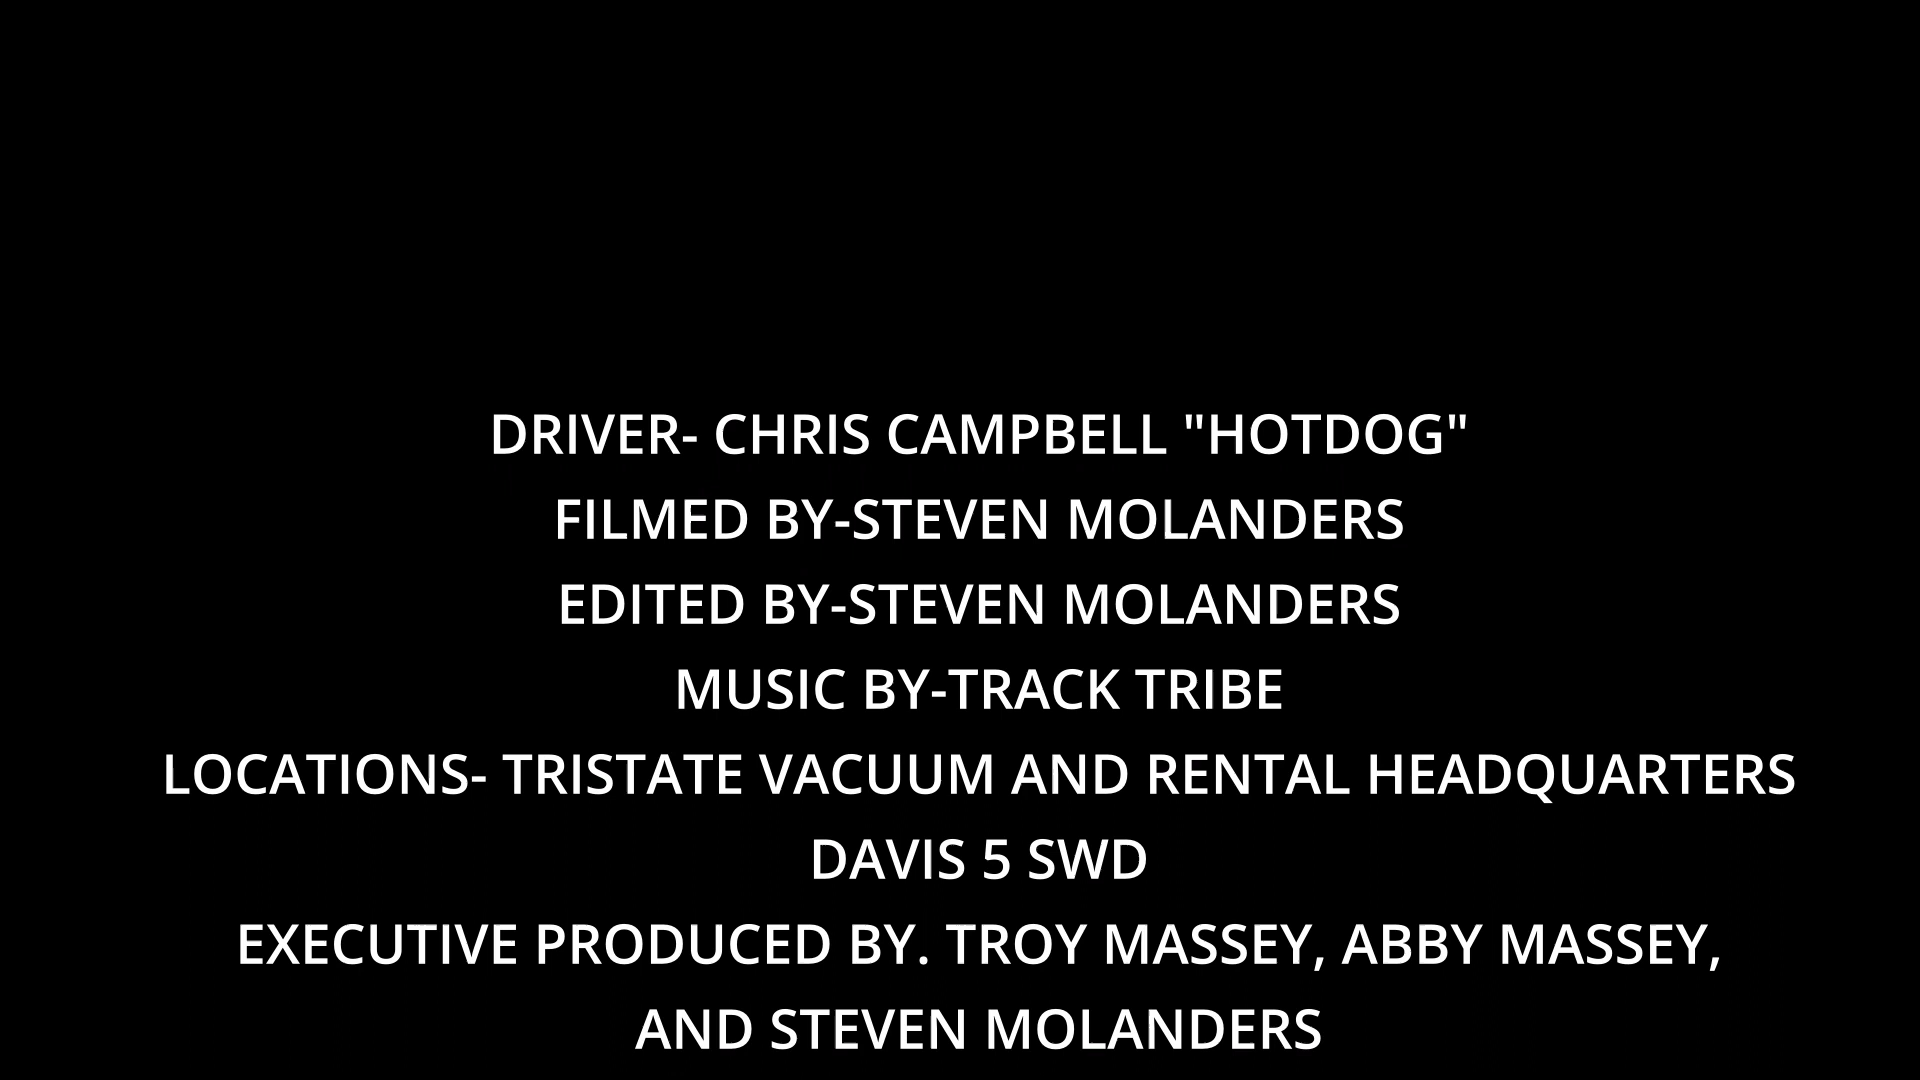 DRIVER- CHRIS CAMPBELL "HOTDOG"
FILMED BY-STEVEN MOLANDERS
EDITED BY-STEVEN MOLANDERS
MUSIC BY-TRACK TRIBE
LOCATIONS- TRISTATE VACUUM AND RENTAL HEADQUARTERS
DAVIS 5 SWD
EXECUTIVE PRODUCED BY. TROY MASSEY, ABBY MASSEY,
AND STEVEN MOLANDERS